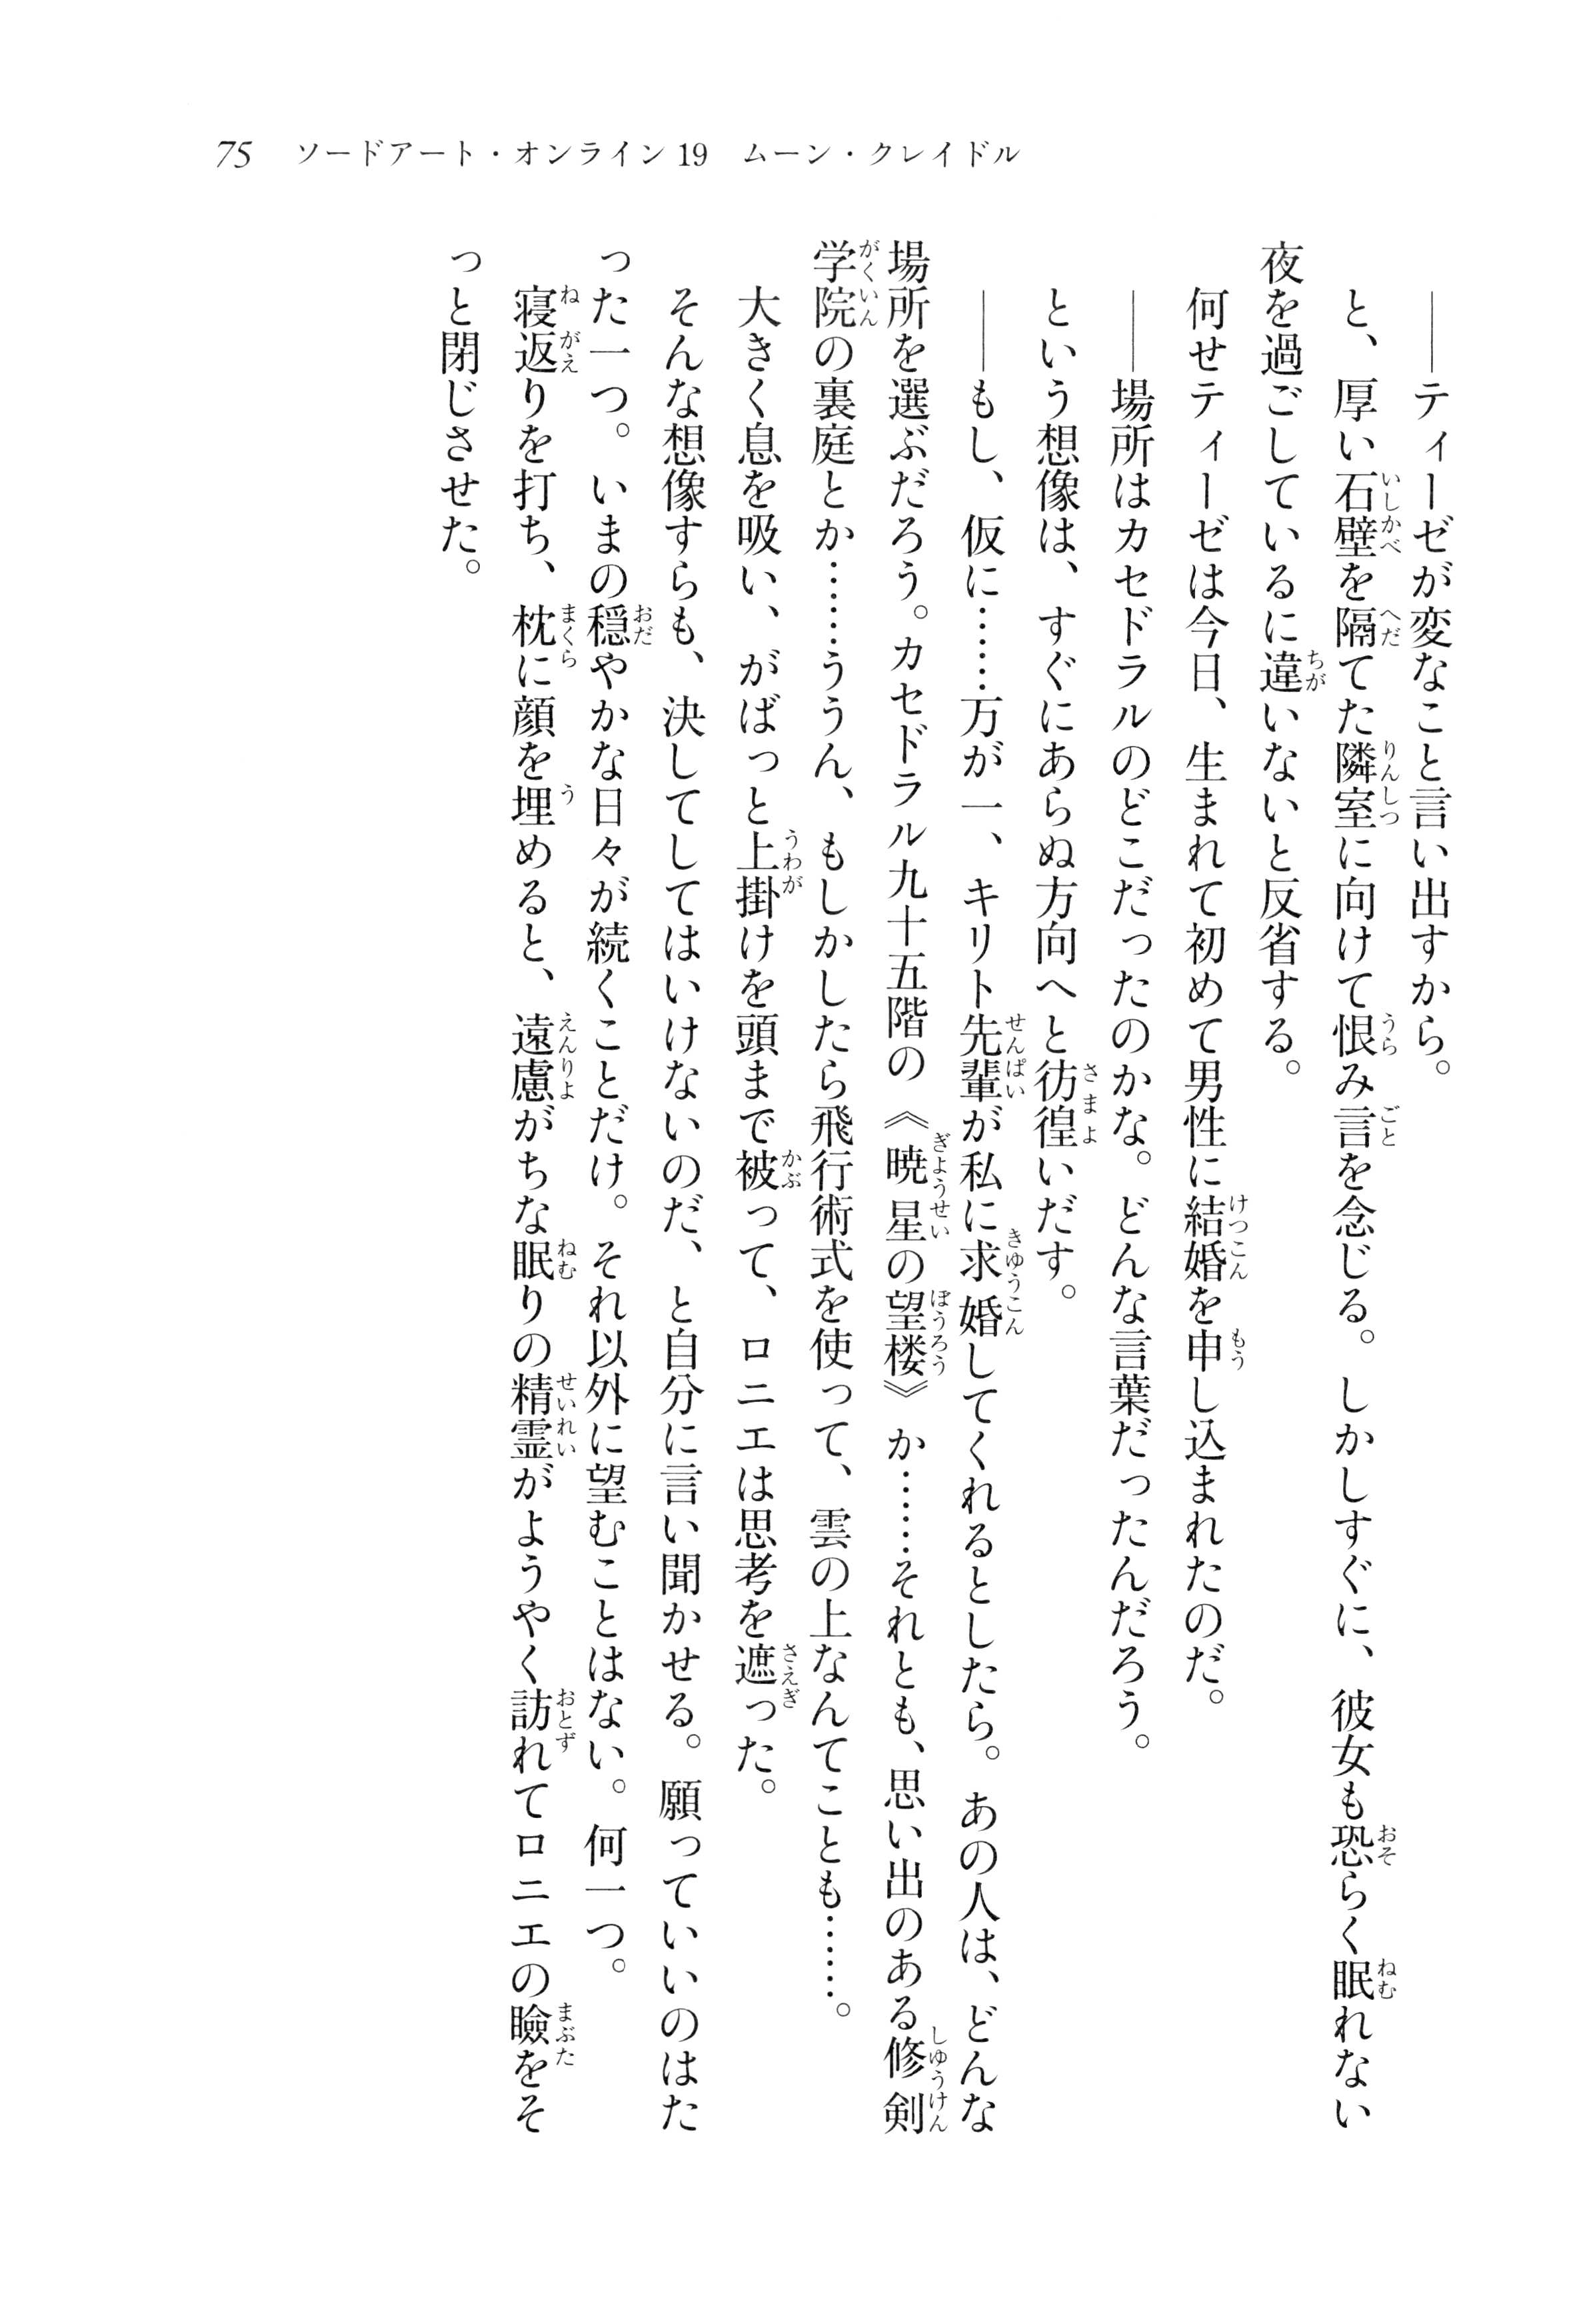 75 ソードアート・オンライン19 ムーン・クレイドル
――ティーゼが変なこと言い出すから。
と、厚い石壁を隔てた隣室に向けて恨み言を念じる。しかしすぐに、彼女も恐らく眠れない
夜を過ごしているに違いないと反省する。
何せティーゼは今日、生まれて初めて男性に結婚を申し込まれたのだ。
――場所はカセドラルのどこだったのかな。どんな言葉だったんだろう。
という想像は、すぐにあらぬ方向へと彷徨いだす。
――もし、仮に……万が一、キリト先輩が私に求婚してくれるとしたら。あの人は、どんな
場所を選ぶだろう。カセドラル九十五階の《暁星の望楼》か……それとも、思い出のある修剣
学院の裏庭とか……ううん、もしかしたら飛行術式を使って、雲の上なんてことも……。
大きく息を吸い、がばっと上掛けを頭まで被って、ロニエは思考を遮った。
そんな想像すらも、決してしてはいけないのだ、と自分に言い聞かせる。願っていいのはた
った一つ。いまの穏やかな日々が続くことだけ。それ以外に望むことはない。何一つ。
寝返りを打ち、枕に顔を埋めると、遠慮がちな眠りの精霊がようやく訪れてロニエの瞼をそ
っと閉じさせた。